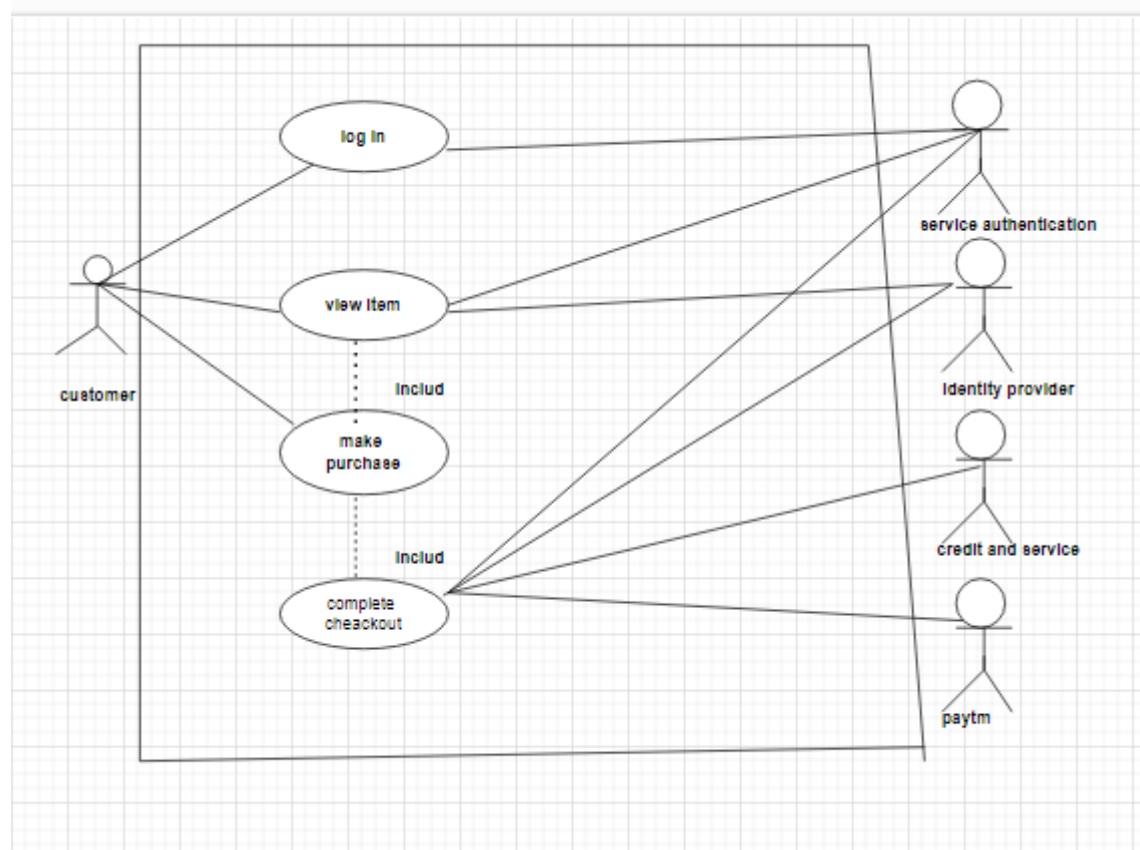 log in
service authentication
view item
identity provider
customer
includ
make
purchase
credit and service
includ
complete
cheackout
paytm